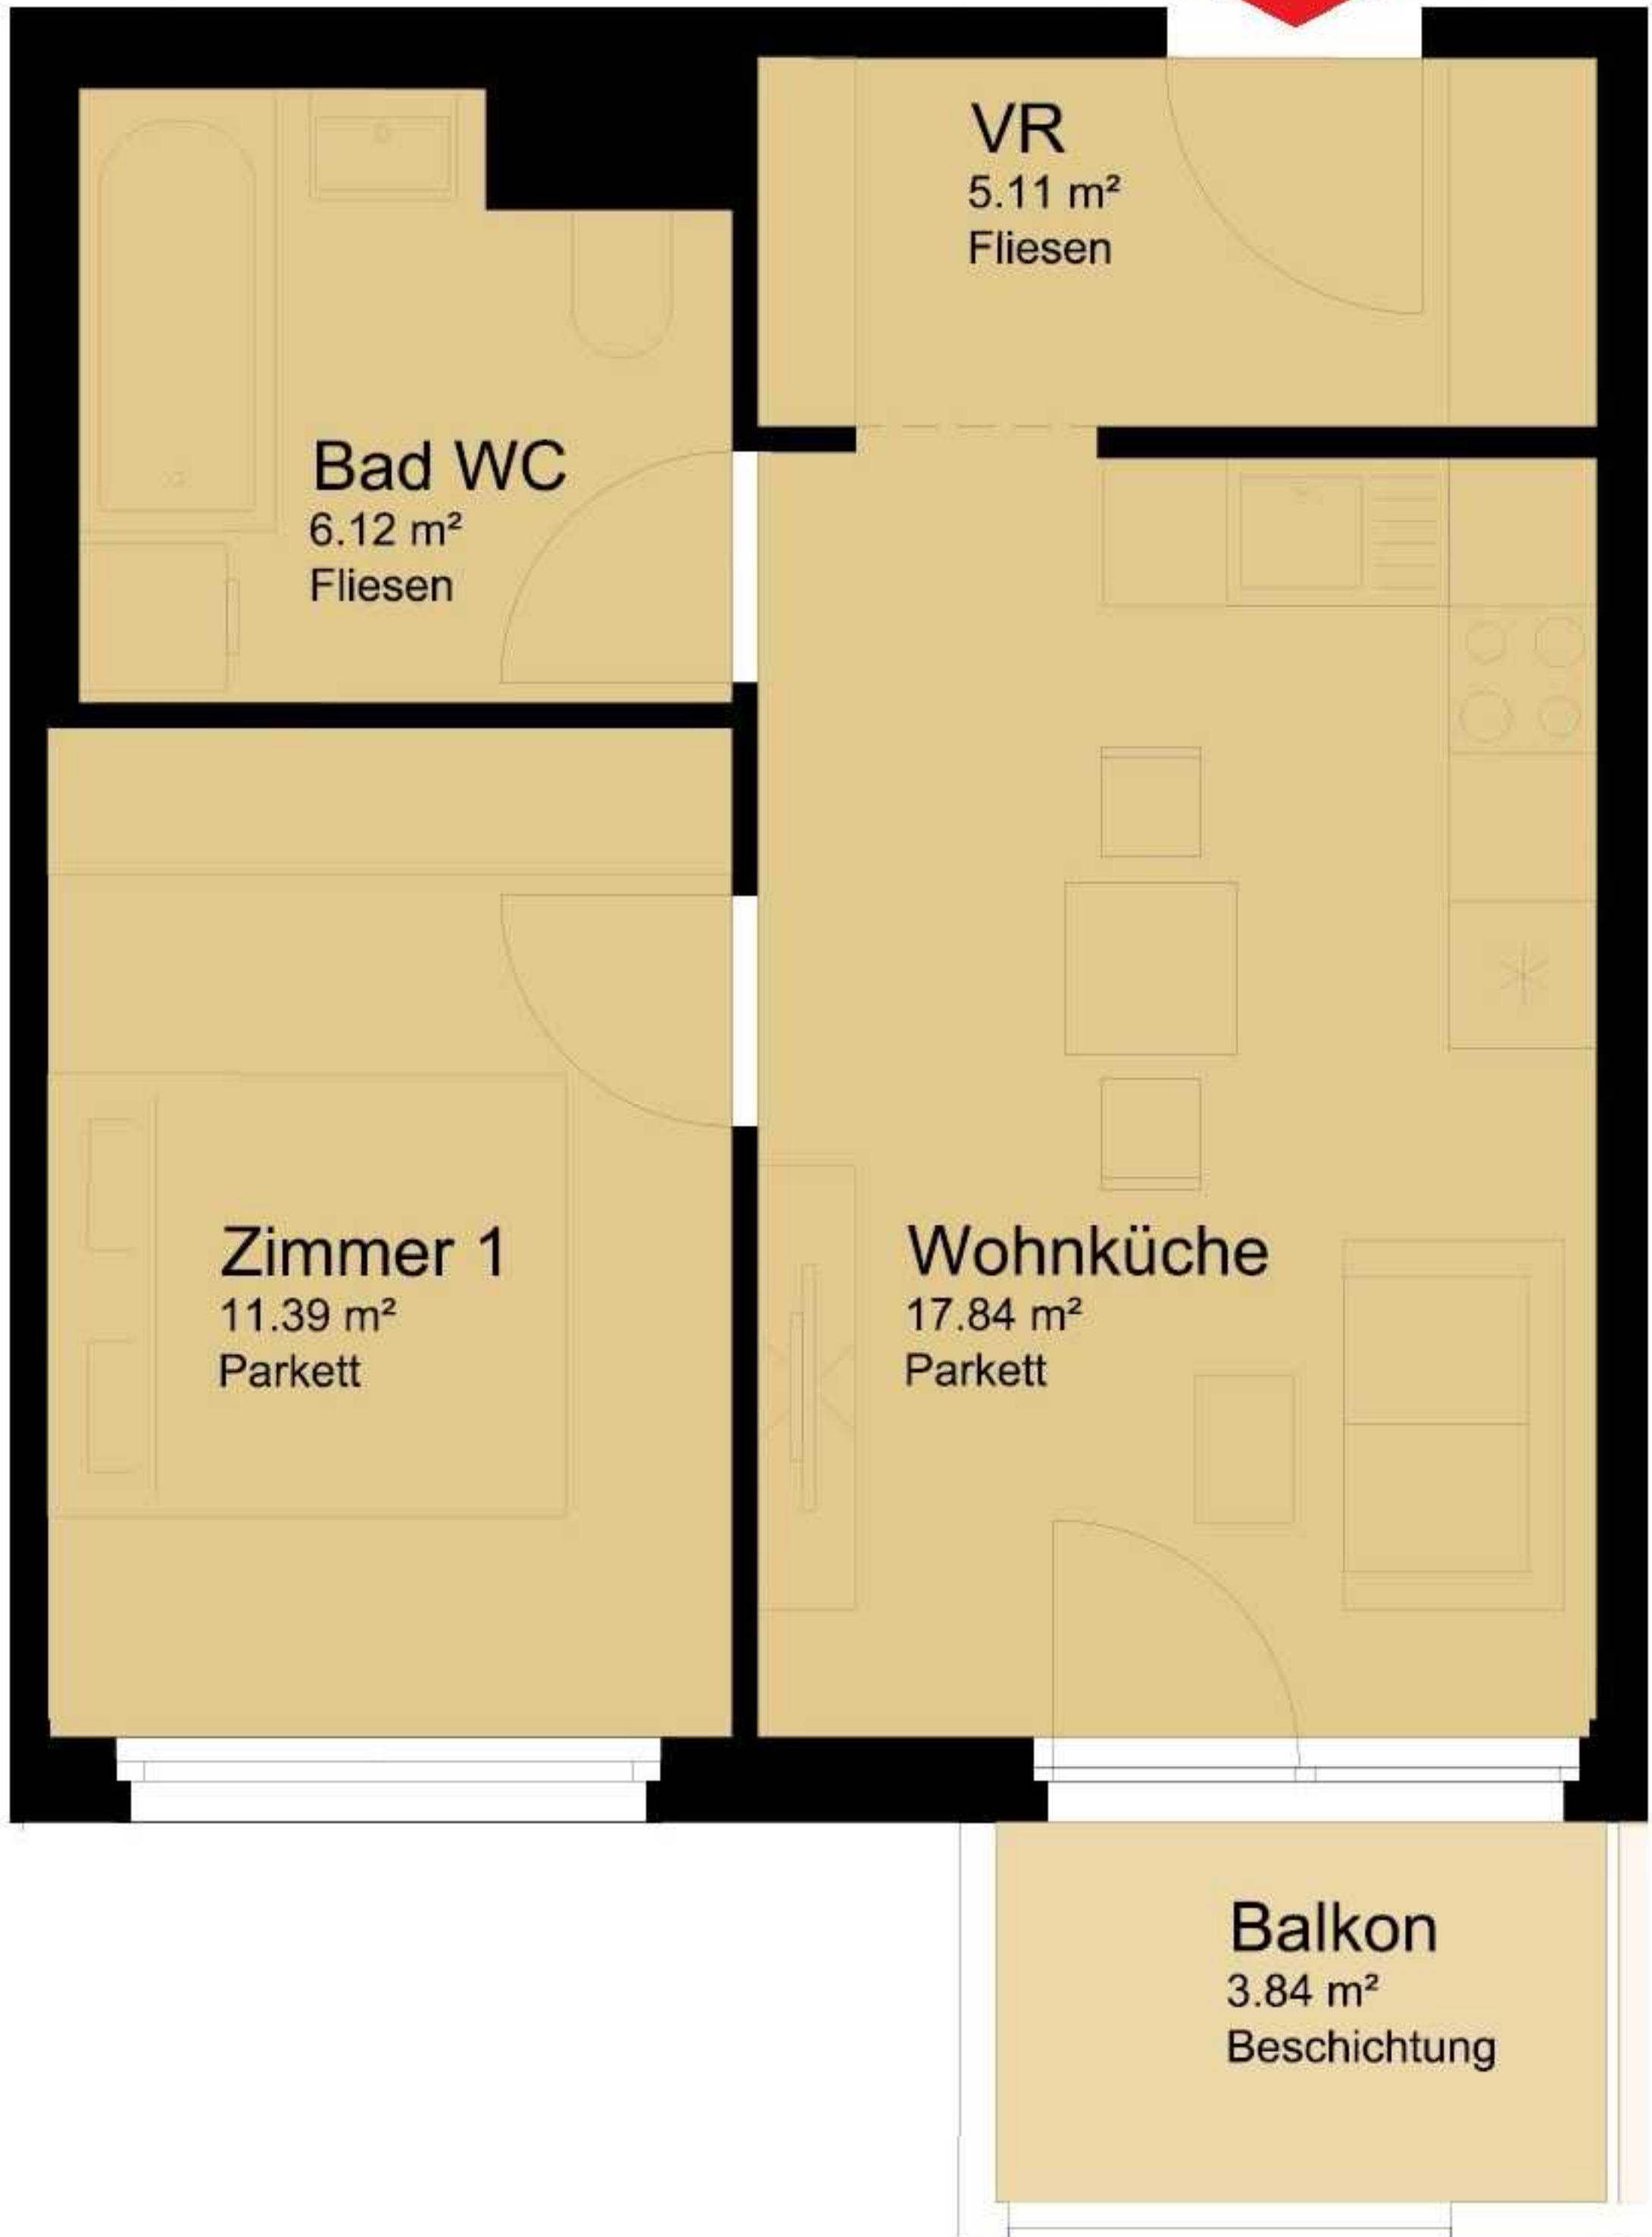 VR
5.11 m²
Fliesen
Bad WC
6.12 m²
Fliesen
Zimmer 1
11.39 m²
Parkett
Wohnküche
17.84 m²
Parkett
Balkon
3.84 m²
Beschichtung